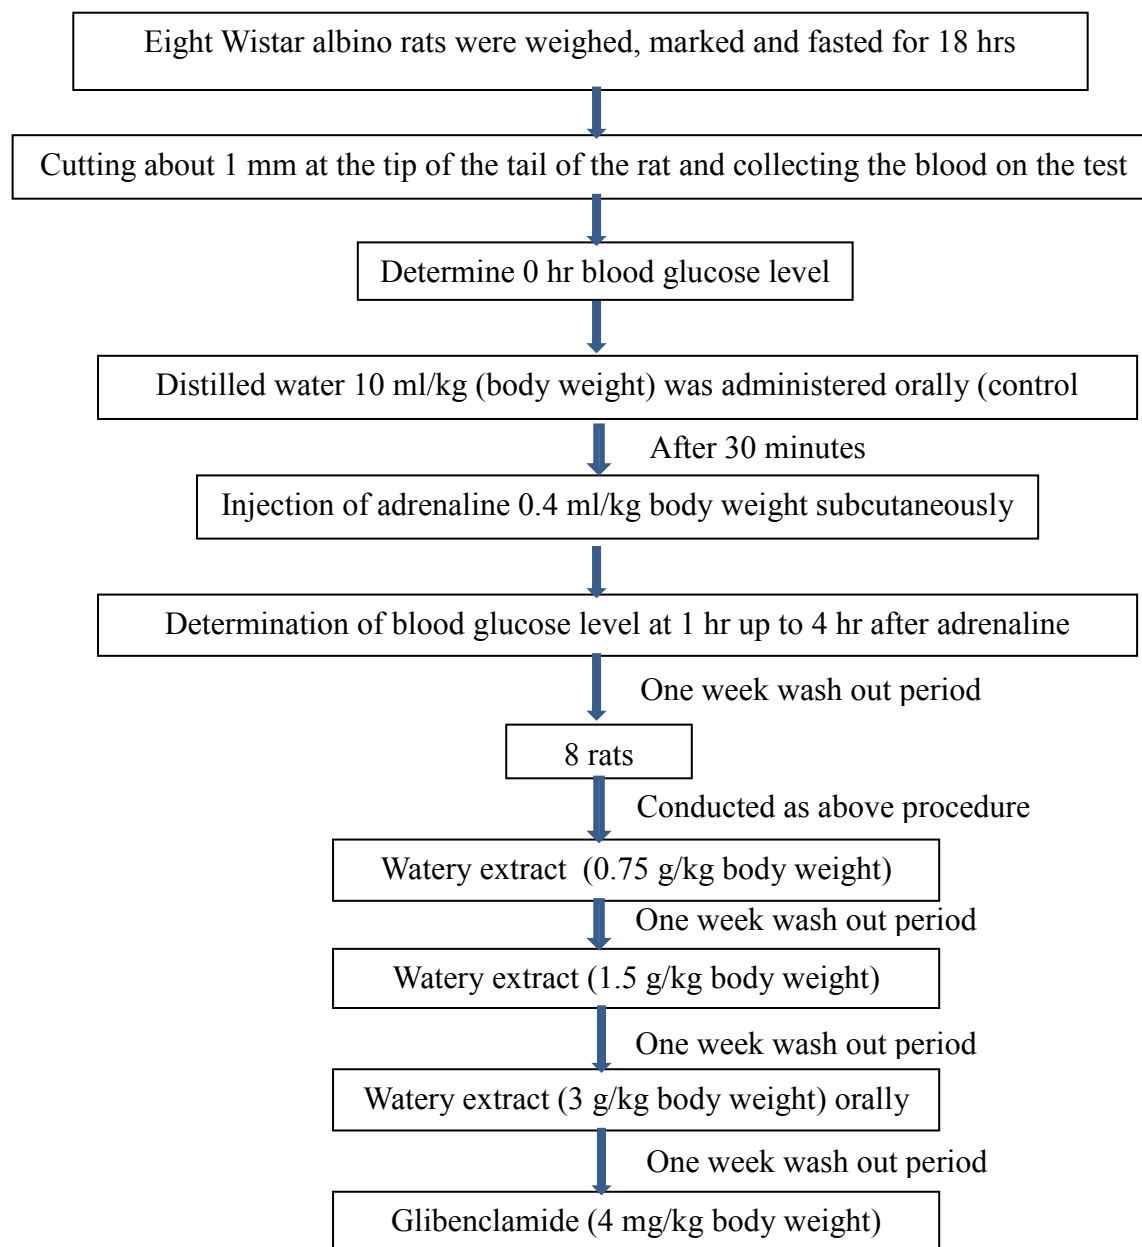 Eight Wistar albino rats were weighed, marked and fasted for 18 hrs
Cutting about 1 mm at the tip of the tail of the rat and collecting the blood on the test
Determine 0 hr blood glucose level
Distilled water 10 ml/kg (body weight) was administered orally (control
After 30 minutes
Injection of adrenaline 0.4 ml/kg body weight subcutaneously
Determination of blood glucose level at 1 hr up to 4 hr after adrenaline
One week wash out period
8 rats
Conducted as above procedure
Watery extract (0.75 g/kg body weight)
One week wash out period
Watery extract (1.5 g/kg body weight)
One week wash out period
Watery extract (3 g/kg body weight) orally
One week wash out period
Glibenclamide (4 mg/kg body weight)